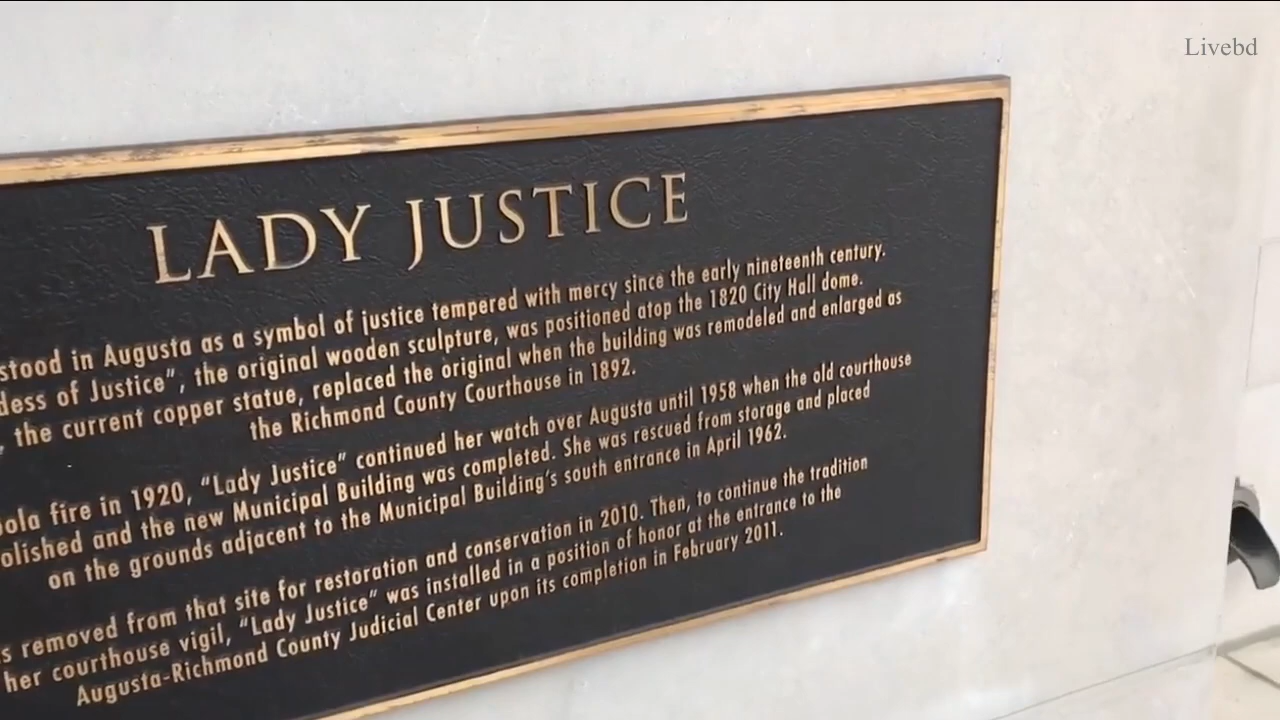 Livebd
LADY JUSTICE
stood in Augusta as a symbol of justice tempered with mercy since the early nineteenth century.
dess of Justice", the original wooden sculpture, was positioned atop the 1820 City Hall dome.
, the current copper statue, replaced the original when the building was remodeled and enlarged as
the Richmond County Courthouse in 1892.
ola fire in 1920, "Lady Justice" continued her watch over Augusta until 1958 when the old courthouse
olished and the new Municipal Building was completed. She was rescued from storage and placed
on the grounds adjacent to the Municipal Building's south entrance in April 1962.
s removed from that site for restoration and conservation in 2010. Then, to continue the tradition
her courthouse vigil, "Lady Justice" was installed in a position of honor at the entrance to the
Augusta-Richmond County Judicial Center upon its completion in February 2011.